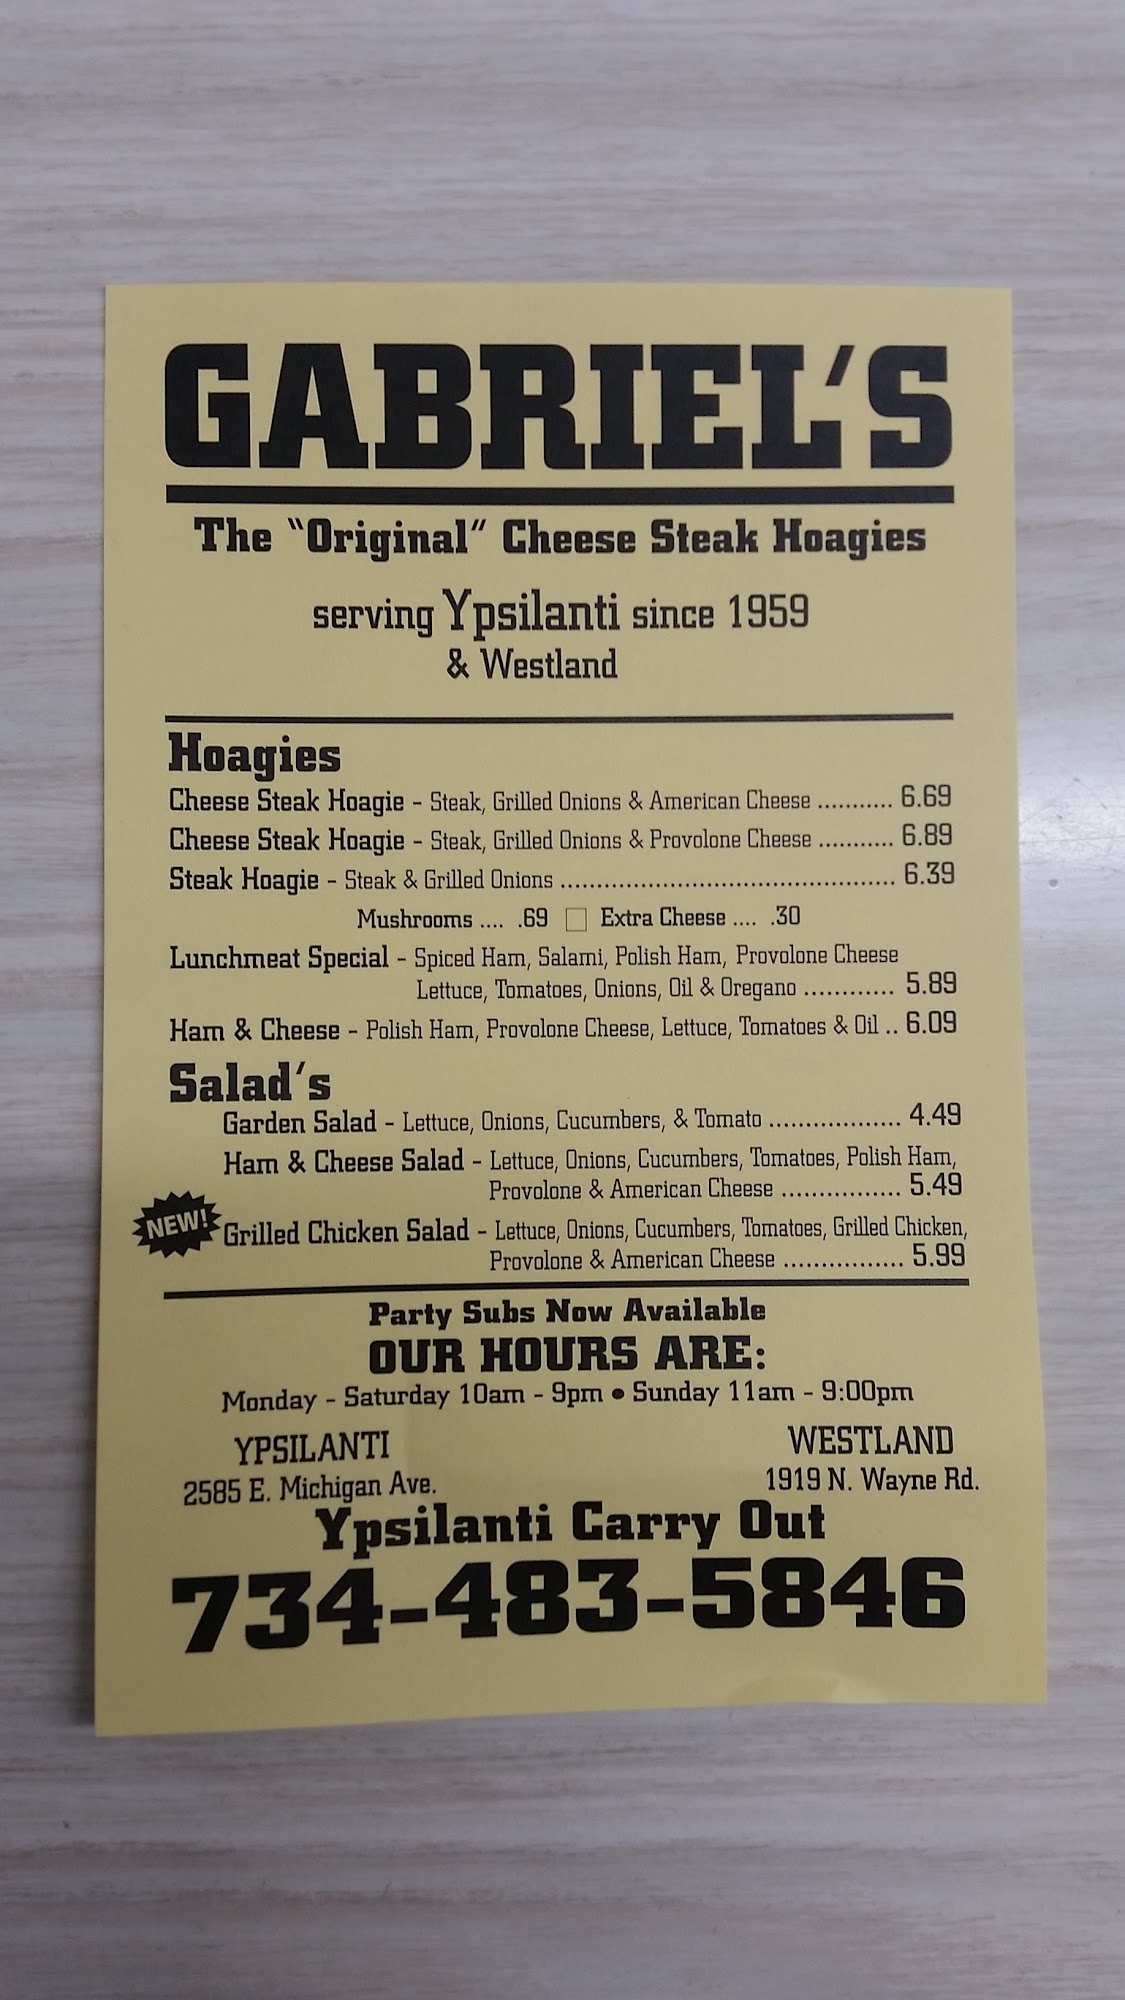 GABRIEL'S
The "Original" Cheese Steak Hoagies
serving Ypsilanti since 1959
& Westland
Hoagies
Cheese Steak Hoagie - Steak, Grilled Onions & American Cheese ........... 6.69
Cheese Steak Hoagie - Steak, Grilled Onions & Provolone Cheese ........... 6.89
Steak Hoagie - Steak & Grilled Onions ............................................. 6.39
Mushrooms .... .69 □ Extra Cheese .... .30
Lunchmeat Special - Spiced Ham, Salami, Polish Ham, Provolone Cheese
Lettuce, Tomatoes, Onions, Oil & Oregano ............ 5.89
Ham & Cheese - Polish Ham, Provolone Cheese, Lettuce, Tomatoes & Oil .. 6.09
Salad's
Garden Salad - Lettuce, Onions, Cucumbers, & Tomato .................. 4.49
Ham & Cheese Salad - Lettuce, Onions, Cucumbers, Tomatoes, Polish Ham,
Provolone & American Cheese ................ 5.49
NEW! Grilled Chicken Salad - Lettuce, Onions, Cucumbers, Tomatoes, Grilled Chicken,
Provolone & American Cheese ................ 5.99
Party Subs Now Available
OUR HOURS ARE:
Monday - Saturday 10am - 9pm • Sunday 11am - 9:00pm
YPSILANTI WESTLAND
2585 E. Michigan Ave. 1919 N. Wayne Rd.
Ypsilanti Carry Out
734-483-5846